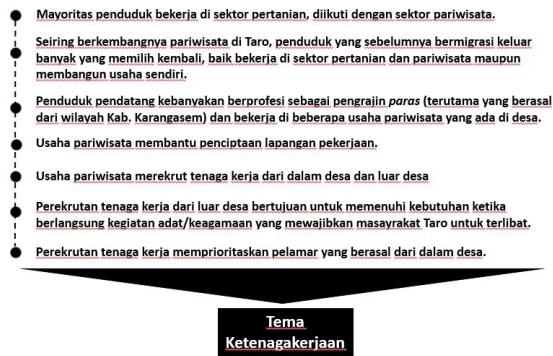 Mayoritas penduduk bekerja di sektor pertanian, diikuti dengan sektor pariwisata.
Seiring berkembangnya pariwisata di Taro, penduduk yang sebelumnya bermigrasi keluar
banyak yang memilih kembali, baik bekerja di sektor pertanian dan pariwisata maupun
membangun usaha sendiri.
Penduduk pendatang kebanyakan berprofesi sebagai pengrajin paras (terutama yang berasal
dari wilayah Kab. Karangasem) dan bekerja di beberapa usaha pariwisata yang ada di desa.
Usaha pariwisata membantu penciptaan lapangan pekerjaan.
Usaha pariwisata merekrut tenaga kerja dari dalam desa dan luar desa
Perekrutan tenaga kerja dari luar desa bertujuan untuk memenuhi kebutuhan ketika
berlangsung kegiatan adat/keagamaan yang mewajibkan masayrakat Taro untuk terlibat.
Perekrutan tenaga kerja memprioritaskan pelamar yang berasal dari dalam desa.
Tema
Ketenagakerjaan